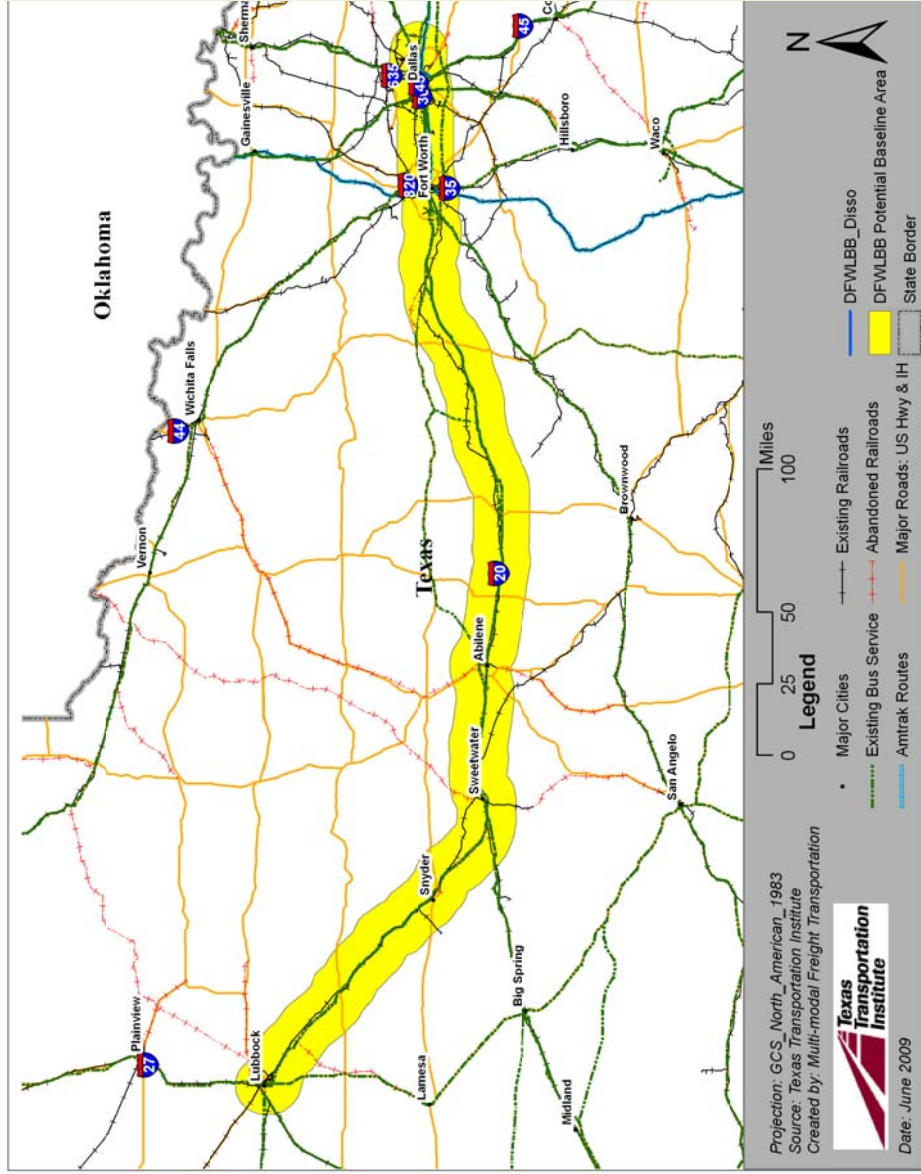 Oklahoma
Texas
Sherma
Gainesville
Wichita Falls
Vernon
44
Plainview
27
Lubbock
Snyder
Lamesa
Sweetwater
Abilene
20
Big Spring
Midland
San Angelo
Brownwood
Fort Worth
820
35
Dallas
635
45
45
Co
Hillsboro
Waco
N
0 25 50 100
Miles
Projection: GCS_North_American_1983
Source: Texas Transportation Institute
Created by: Multi-modal Freight Transportation
Texas
Transportation
Institute
Date: June 2009
Legend
Major Cities
Existing Bus Service
Amtrak Routes
Existing Railroads
Abandoned Railroads
Major Roads: US Hwy & IH
DFWLBB_Disso
DFWLBB Potential Baseline Area
State Border